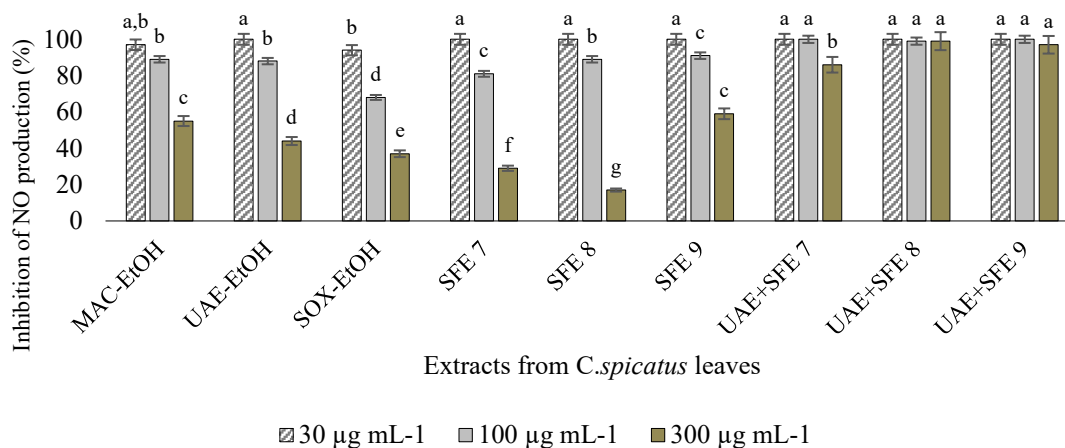 Inhibition of NO production (%)
100
80
60
40
20
0
a,b b c
a b d
b d e
a c f
a b g
a c c
a a b
a a a
a a a
MAC-EtOH
UAE-EtOH
SOX-EtOH
SFE 7
SFE 8
SFE 9
UAE+SFE 7
UAE+SFE 8
UAE+SFE 9
Extracts from C.spicatus leaves
30 µg mL-1 100 µg mL-1 300 µg mL-1